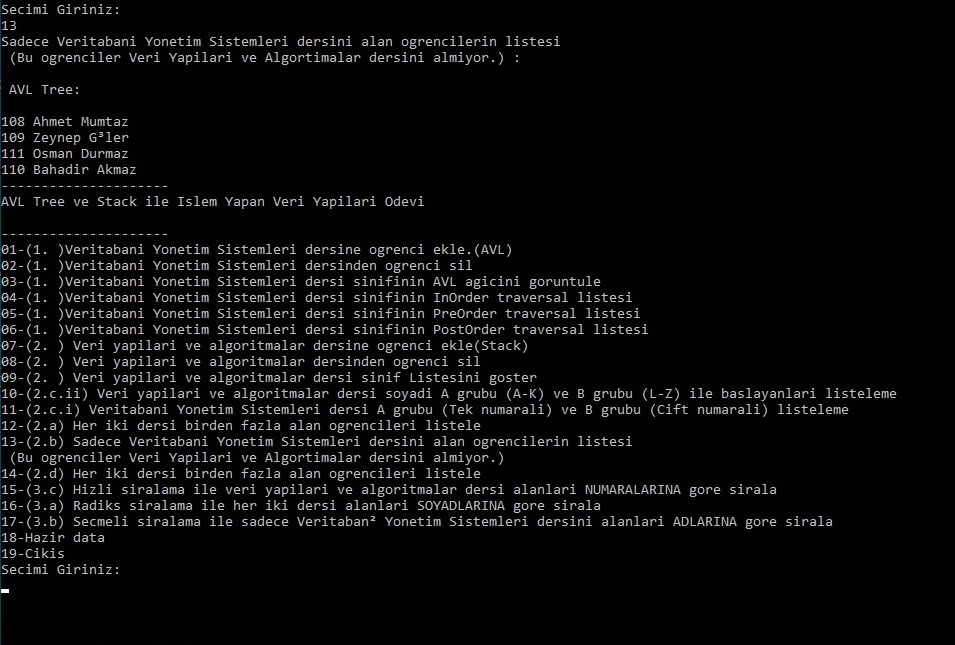 Secimi Giriniz:
13
Sadece Veritabani Yonetim Sistemleri dersini alan ogrencilerin listesi
(Bu ogrenciler Veri Yapilari ve Algortimalar dersini almiyor.) :
AVL Tree:
108 Ahmet Mumtaz
109 Zeynep G³ler
111 Osman Durmaz
110 Bahadir Akmaz
---------------------
AVL Tree ve Stack ile Islem Yapan Veri Yapilari Odevi
---------------------
01-(1. )Veritabani Yonetim Sistemleri dersine ogrenci ekle.(AVL)
02-(1. )Veritabani Yonetim Sistemleri dersinden ogrenci sil
03-(1. )Veritabani Yonetim Sistemleri dersi sinifinin AVL agicini goruntule
04-(1. )Veritabani Yonetim Sistemleri dersi sinifinin InOrder traversal listesi
05-(1. )Veritabani Yonetim Sistemleri dersi sinifinin PreOrder traversal listesi
06-(1. )Veritabani Yonetim Sistemleri dersi sinifinin PostOrder traversal listesi
07-(2. ) Veri yapilari ve algoritmalar dersine ogrenci ekle(Stack)
08-(2. ) Veri yapilari ve algoritmalar dersinden ogrenci sil
09-(2. ) Veri yapilari ve algoritmalar dersi sinif Listesini goster
10-(2.c.ii) Veri yapilari ve algoritmalar dersi soyadi A grubu (A-K) ve B grubu (L-Z) ile baslayanlari listeleme
11-(2.c.i) Veritabani Yonetim Sistemleri dersi A grubu (Tek numarali) ve B grubu (Cift numarali) listeleme
12-(2.a) Her iki dersi birden fazla alan ogrencileri listele
13-(2.b) Sadece Veritabani Yonetim Sistemleri dersini alan ogrencilerin listesi
(Bu ogrenciler Veri Yapilari ve Algortimalar dersini almiyor.)
14-(2.d) Her iki dersi birden fazla alan ogrencileri listele
15-(3.c) Hizli siralama ile veri yapilari ve algoritmalar dersi alanlari NUMARALARINA gore sirala
16-(3.a) Radiks siralama ile her iki dersi alanlari SOYADLARINA gore sirala
17-(3.b) Secmeli siralama ile sadece Veritaban² Yonetim Sistemleri dersini alanlari ADLARINA gore sirala
18-Hazir data
19-Cikis
Secimi Giriniz: